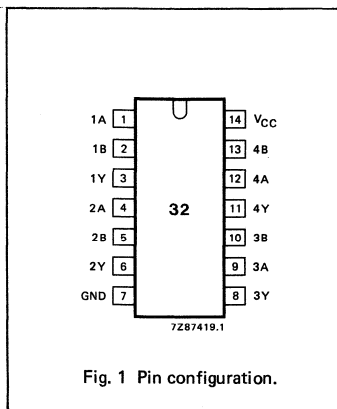 1A 1 14 VCC
1B 2 13 4B
1Y 3 12 4A
2A 4 32 11 4Y
2B 5 10 3B
2Y 6 9 3A
GND 7 8 3Y
7Z87419.1
Fig. 1 Pin configuration.